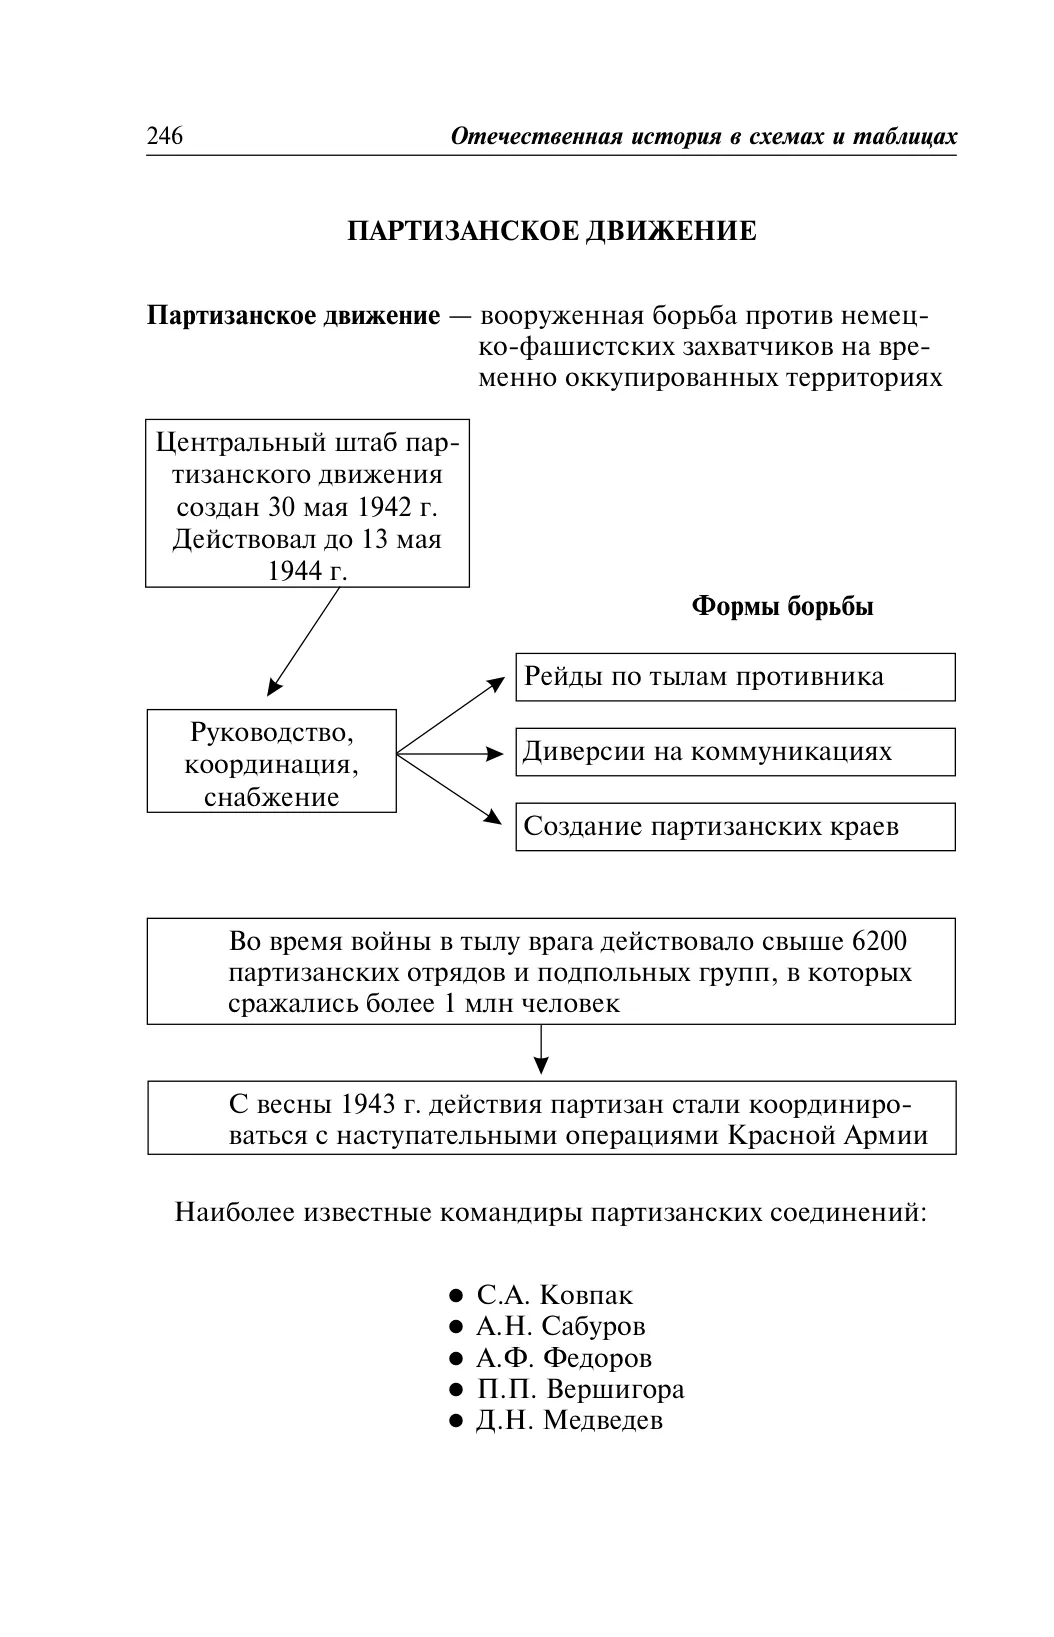 246
Отечественная история в схемах и таблицах
ПАРТИЗАНСКОЕ ДВИЖЕНИЕ
Партизанское движение — вооруженная борьба против немец-
ко-фашистских захватчиков на вре-
менно оккупированных территориях
Центральный штаб пар-
тизанского движения
создан 30 мая 1942 г.
Действовал до 13 мая
1944 г.
Формы борьбы
Рейды по тылам противника
Руководство,
координация,
снабжение
Диверсии на коммуникациях
Создание партизанских краев
Во время войны в тылу врага действовало свыше 6200
партизанских отрядов и подпольных групп, в которых
сражались более 1 млн человек
С весны 1943 г. действия партизан стали координиро-
ваться с наступательными операциями Красной Армии
Наиболее известные командиры партизанских соединений:
● С.А. Ковпак
● А.Н. Сабуров
● А.Ф. Федоров
● П.П. Вершигора
● Д.Н. Медведев